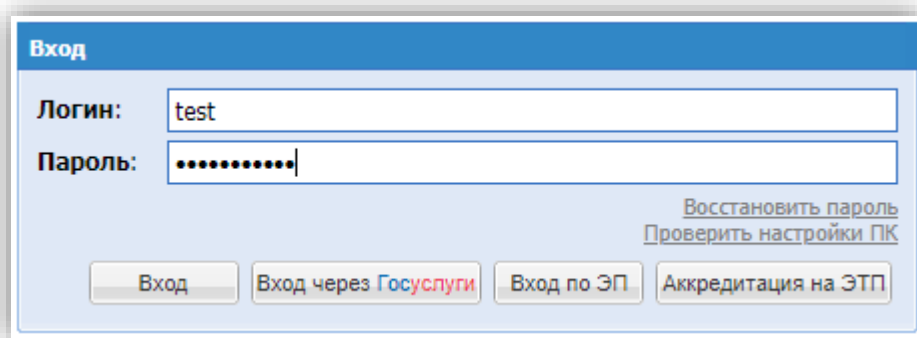 Вход
Логин: test
Пароль: •••••••••••
Восстановить пароль
Проверить настройки ПК
Вход Вход через Госуслуги Вход по ЭП Аккредитация на ЭТП